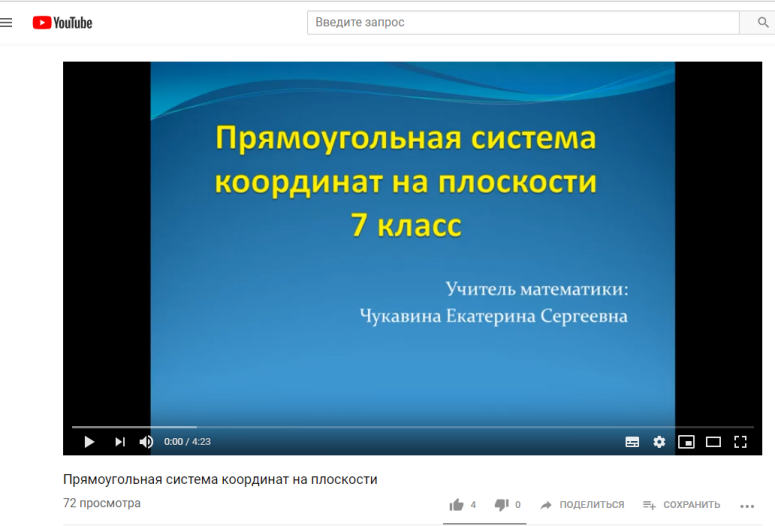 YouTube
Введите запрос
Прямоугольная система
координат на плоскости
7 класс
Учитель математики:
Чукавина Екатерина Сергеевна
0:00 / 4:23
Прямоугольная система координат на плоскости
72 просмотра
4 0 ПОДЕЛИТЬСЯ СОХРАНИТЬ